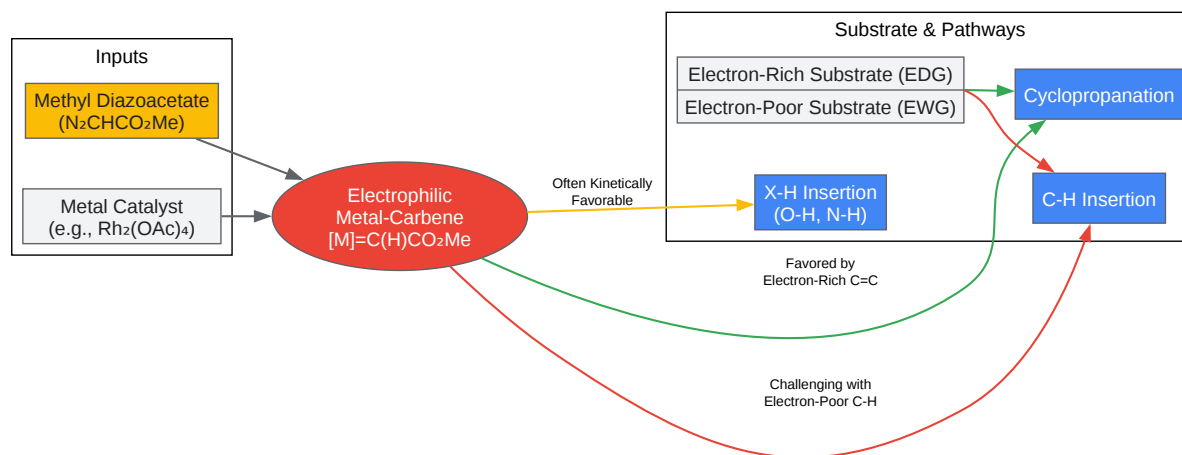 Inputs
Methyl Diazoacetate
(N₂CHCO₂Me)
Metal Catalyst
(e.g., Rh₂(OAc)₄)
Electrophilic
Metal-Carbene
[M]=C(H)CO₂Me
Often Kinetically
Favorable
Substrate & Pathways
Electron-Rich Substrate (EDG)
Electron-Poor Substrate (EWG)
Cyclopropanation
X-H Insertion
(O-H, N-H)
C-H Insertion
Favored by
Electron-Rich C=C
Challenging with
Electron-Poor C-H